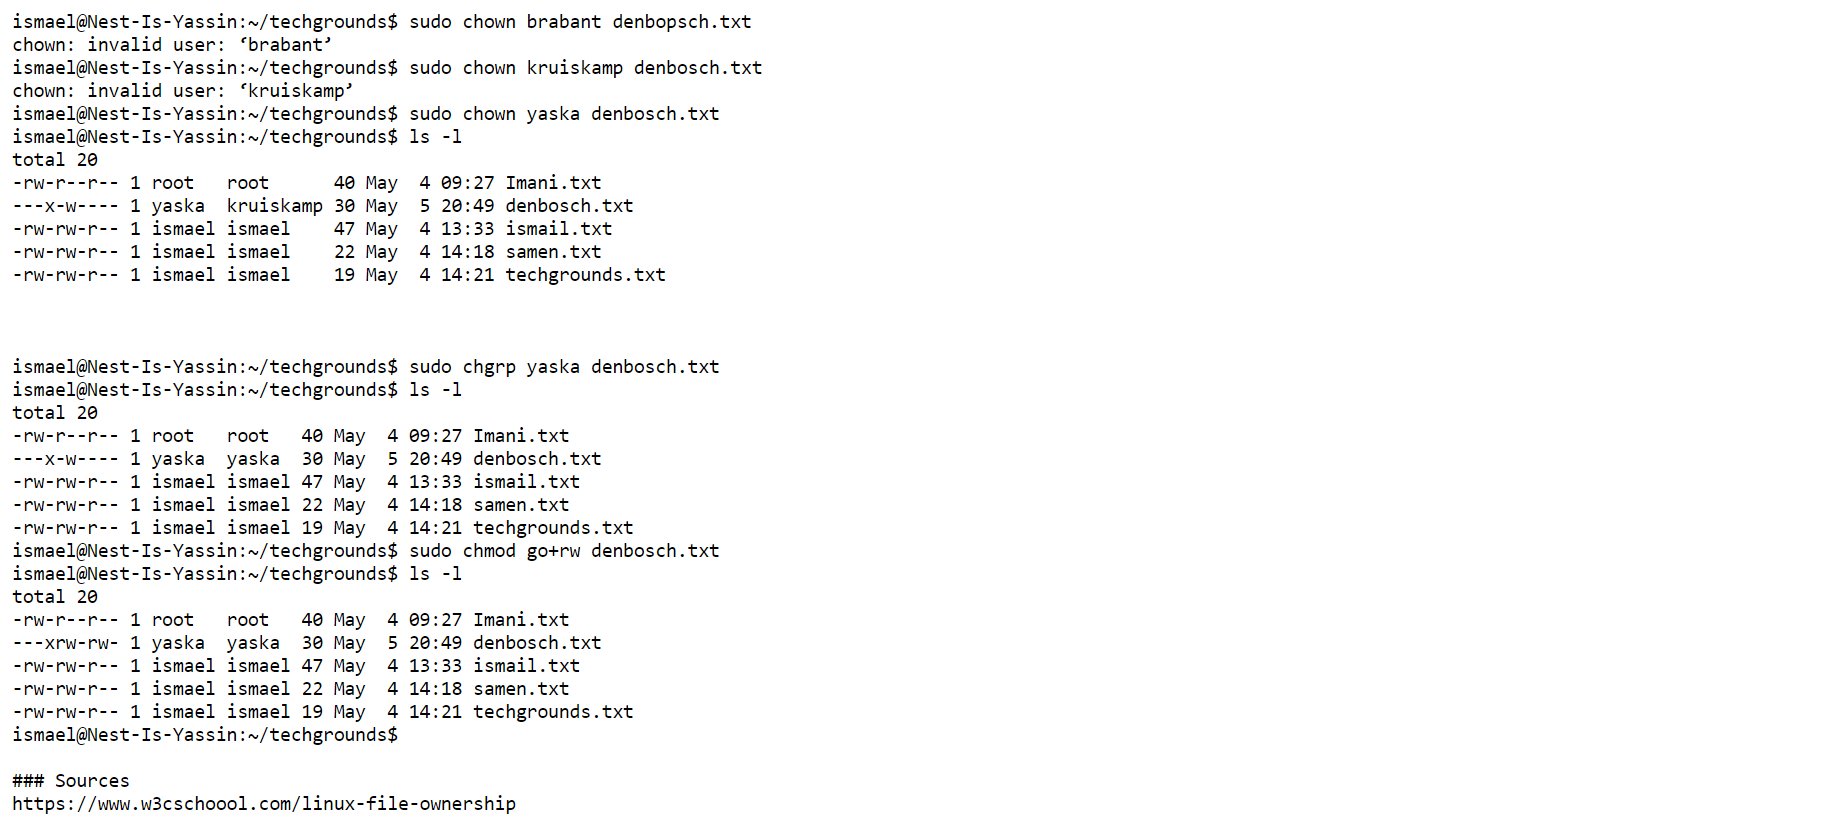 ismael@Nest-Is-Yassin:~/techgrounds$ sudo chown brabant denbopsch.txt
chown: invalid user: ‘brabant’
ismael@Nest-Is-Yassin:~/techgrounds$ sudo chown kruiskamp denbosch.txt
chown: invalid user: ‘kruiskamp’
ismael@Nest-Is-Yassin:~/techgrounds$ sudo chown yaska denbosch.txt
ismael@Nest-Is-Yassin:~/techgrounds$ ls -l
total 20
-rw-r--r-- 1 root   root      40 May  4 09:27 Imani.txt
---x-w---- 1 yaska  kruiskamp 30 May  5 20:49 denbosch.txt
-rw-rw-r-- 1 ismael ismael    47 May  4 13:33 ismail.txt
-rw-rw-r-- 1 ismael ismael    22 May  4 14:18 samen.txt
-rw-rw-r-- 1 ismael ismael    19 May  4 14:21 techgrounds.txt
ismael@Nest-Is-Yassin:~/techgrounds$ sudo chgrp yaska denbosch.txt
ismael@Nest-Is-Yassin:~/techgrounds$ ls -l
total 20
-rw-r--r-- 1 root   root   40 May  4 09:27 Imani.txt
---x-w---- 1 yaska  yaska  30 May  5 20:49 denbosch.txt
-rw-rw-r-- 1 ismael ismael 47 May  4 13:33 ismail.txt
-rw-rw-r-- 1 ismael ismael 22 May  4 14:18 samen.txt
-rw-rw-r-- 1 ismael ismael 19 May  4 14:21 techgrounds.txt
ismael@Nest-Is-Yassin:~/techgrounds$ sudo chmod go+rw denbosch.txt
ismael@Nest-Is-Yassin:~/techgrounds$ ls -l
total 20
-rw-r--r-- 1 root   root   40 May  4 09:27 Imani.txt
---xrw-rw- 1 yaska  yaska  30 May  5 20:49 denbosch.txt
-rw-rw-r-- 1 ismael ismael 47 May  4 13:33 ismail.txt
-rw-rw-r-- 1 ismael ismael 22 May  4 14:18 samen.txt
-rw-rw-r-- 1 ismael ismael 19 May  4 14:21 techgrounds.txt
ismael@Nest-Is-Yassin:~/techgrounds$
### Sources
https://www.w3cschoool.com/linux-file-ownership